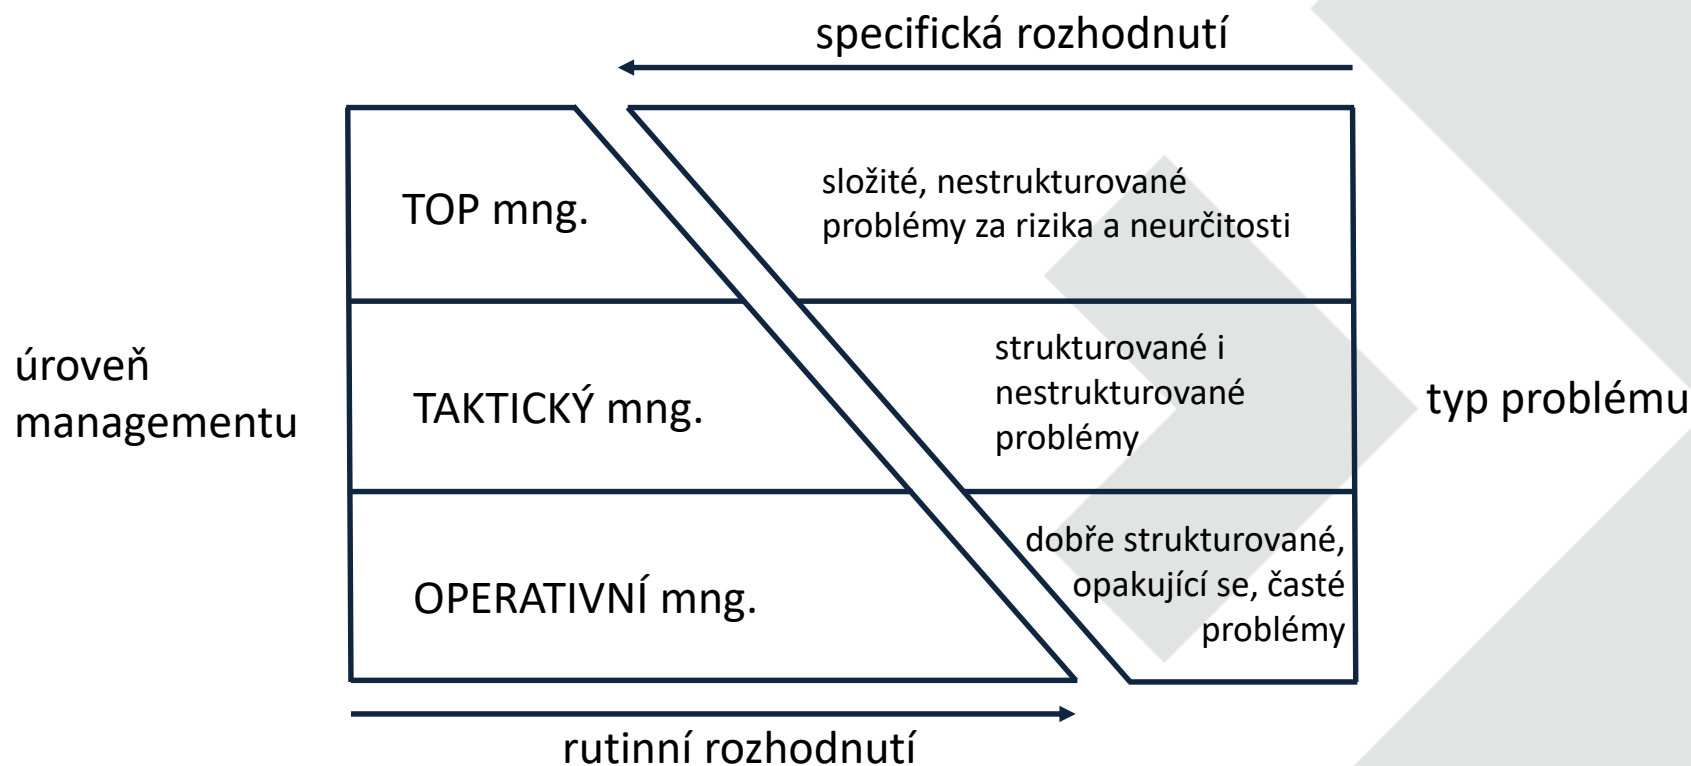 specifická rozhodnutí
TOP mng.
složité, nestrukturované
problémy za rizika a neurčitosti
úroveň
managementu
TAKTICKÝ mng.
strukturované i
nestrukturované
problémy
typ problému
OPERATIVNÍ mng.
dobře strukturované,
opakující se, časté
problémy
rutinní rozhodnutí